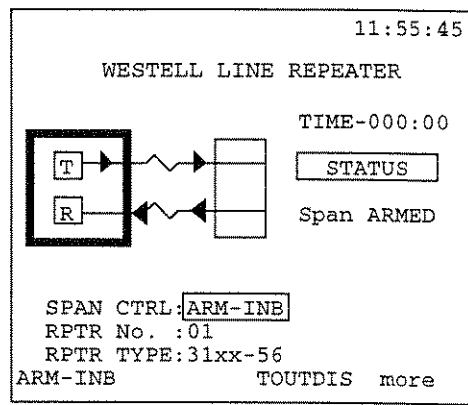 11:55:45
WESTELL LINE REPEATER
TIME-000:00
T
STATUS
R
Span ARMED
SPAN CTRL:ARM-INB
RPTR No. :01
RPTR TYPE:31xx-56
ARM-INB TOUTDIS more